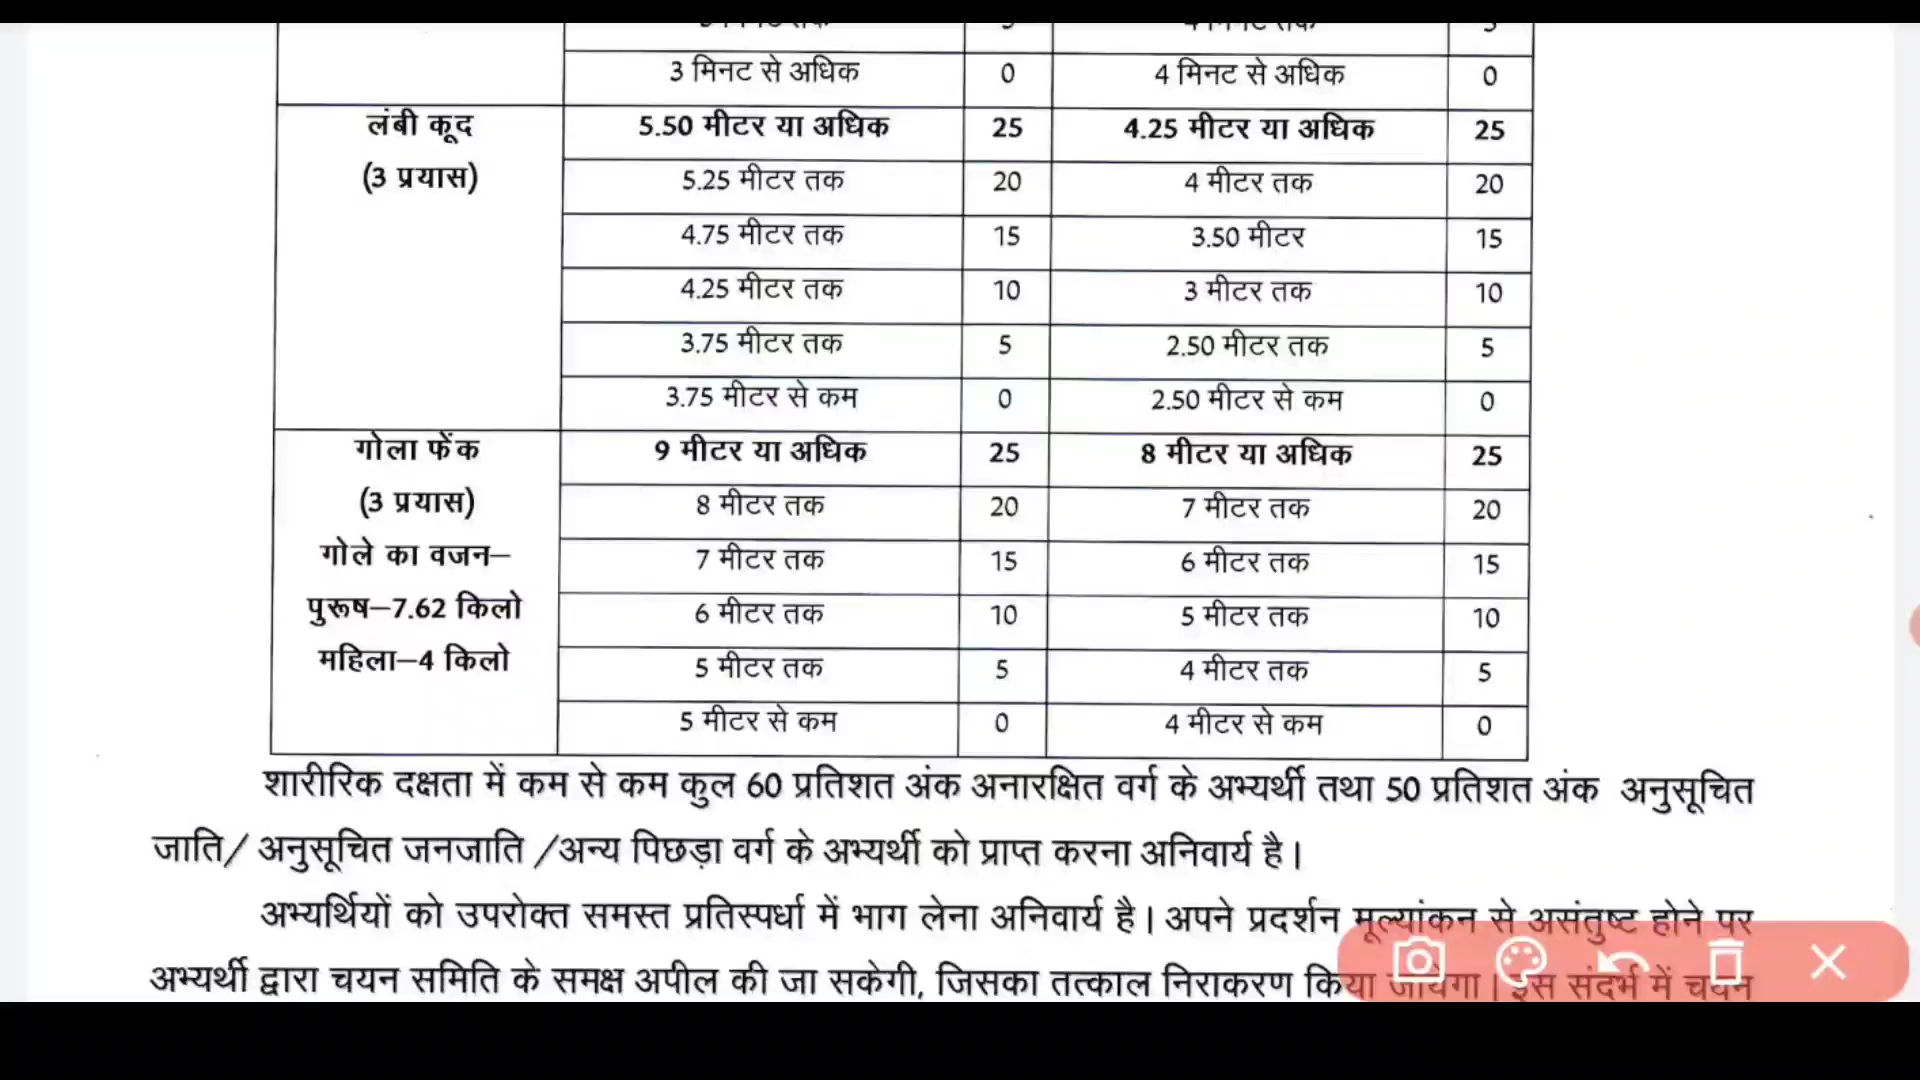 3 मिनट से अधिक 0 4 मिनट से अधिक 0
लंबी कूद 5.50 मीटर या अधिक 25 4.25 मीटर या अधिक 25
(3 प्रयास) 5.25 मीटर तक 20 4 मीटर तक 20
4.75 मीटर तक 15 3.50 मीटर 15
4.25 मीटर तक 10 3 मीटर तक 10
3.75 मीटर तक 5 2.50 मीटर तक 5
3.75 मीटर से कम 0 2.50 मीटर से कम 0
गोला फेंक 9 मीटर या अधिक 25 8 मीटर या अधिक 25
(3 प्रयास) 8 मीटर तक 20 7 मीटर तक 20
गोले का वजन– 7 मीटर तक 15 6 मीटर तक 15
पुरूष–7.62 किलो 6 मीटर तक 10 5 मीटर तक 10
महिला–4 किलो 5 मीटर तक 5 4 मीटर तक 5
5 मीटर से कम 0 4 मीटर से कम 0
शारीरिक दक्षता में कम से कम कुल 60 प्रतिशत अंक अनारक्षित वर्ग के अभ्यर्थी तथा 50 प्रतिशत अंक अनुसूचित
जाति/ अनुसूचित जनजाति /अन्य पिछड़ा वर्ग के अभ्यर्थी को प्राप्त करना अनिवार्य है।
अभ्यर्थियों को उपरोक्त समस्त प्रतिस्पर्धा में भाग लेना अनिवार्य है। अपने प्रदर्शन मूल्यांकन से असंतुष्ट होने पर
अभ्यर्थी द्वारा चयन समिति के समक्ष अपील की जा सकेगी, जिसका तत्काल निराकरण किया जायेगा। इस संदर्भ में चयन